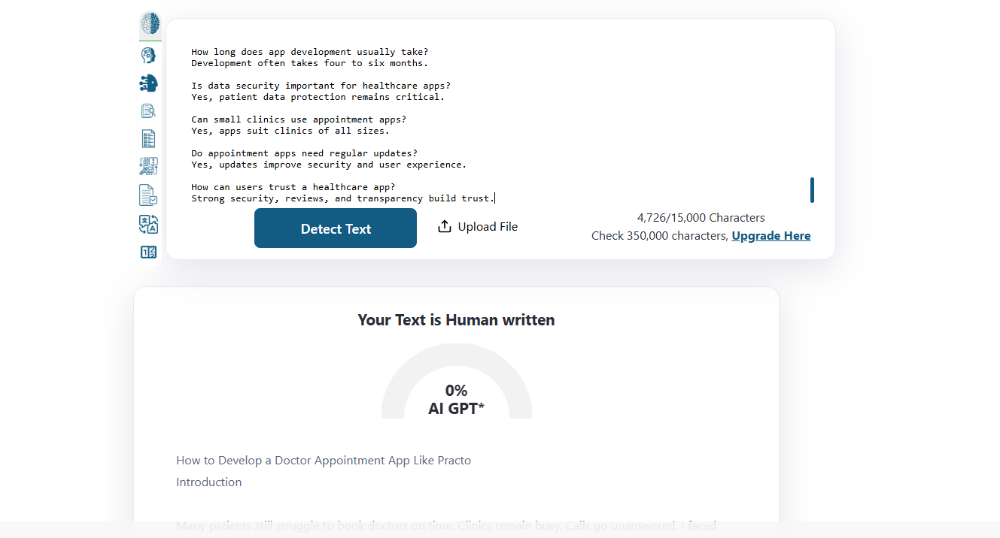 How long does app development usually take?
Development often takes four to six months.
Is data security important for healthcare apps?
Yes, patient data protection remains critical.
Can small clinics use appointment apps?
Yes, apps suit clinics of all sizes.
Do appointment apps need regular updates?
Yes, updates improve security and user experience.
How can users trust a healthcare app?
Strong security, reviews, and transparency build trust.
Detect Text
Upload File
4,726/15,000 Characters
Check 350,000 characters, Upgrade Here
Your Text is Human written
0%
AI GPT*
How to Develop a Doctor Appointment App Like Practo
Introduction
Many patients still struggle to book doctors on time. Clinics remain busy. Calls go unanswered. I faced